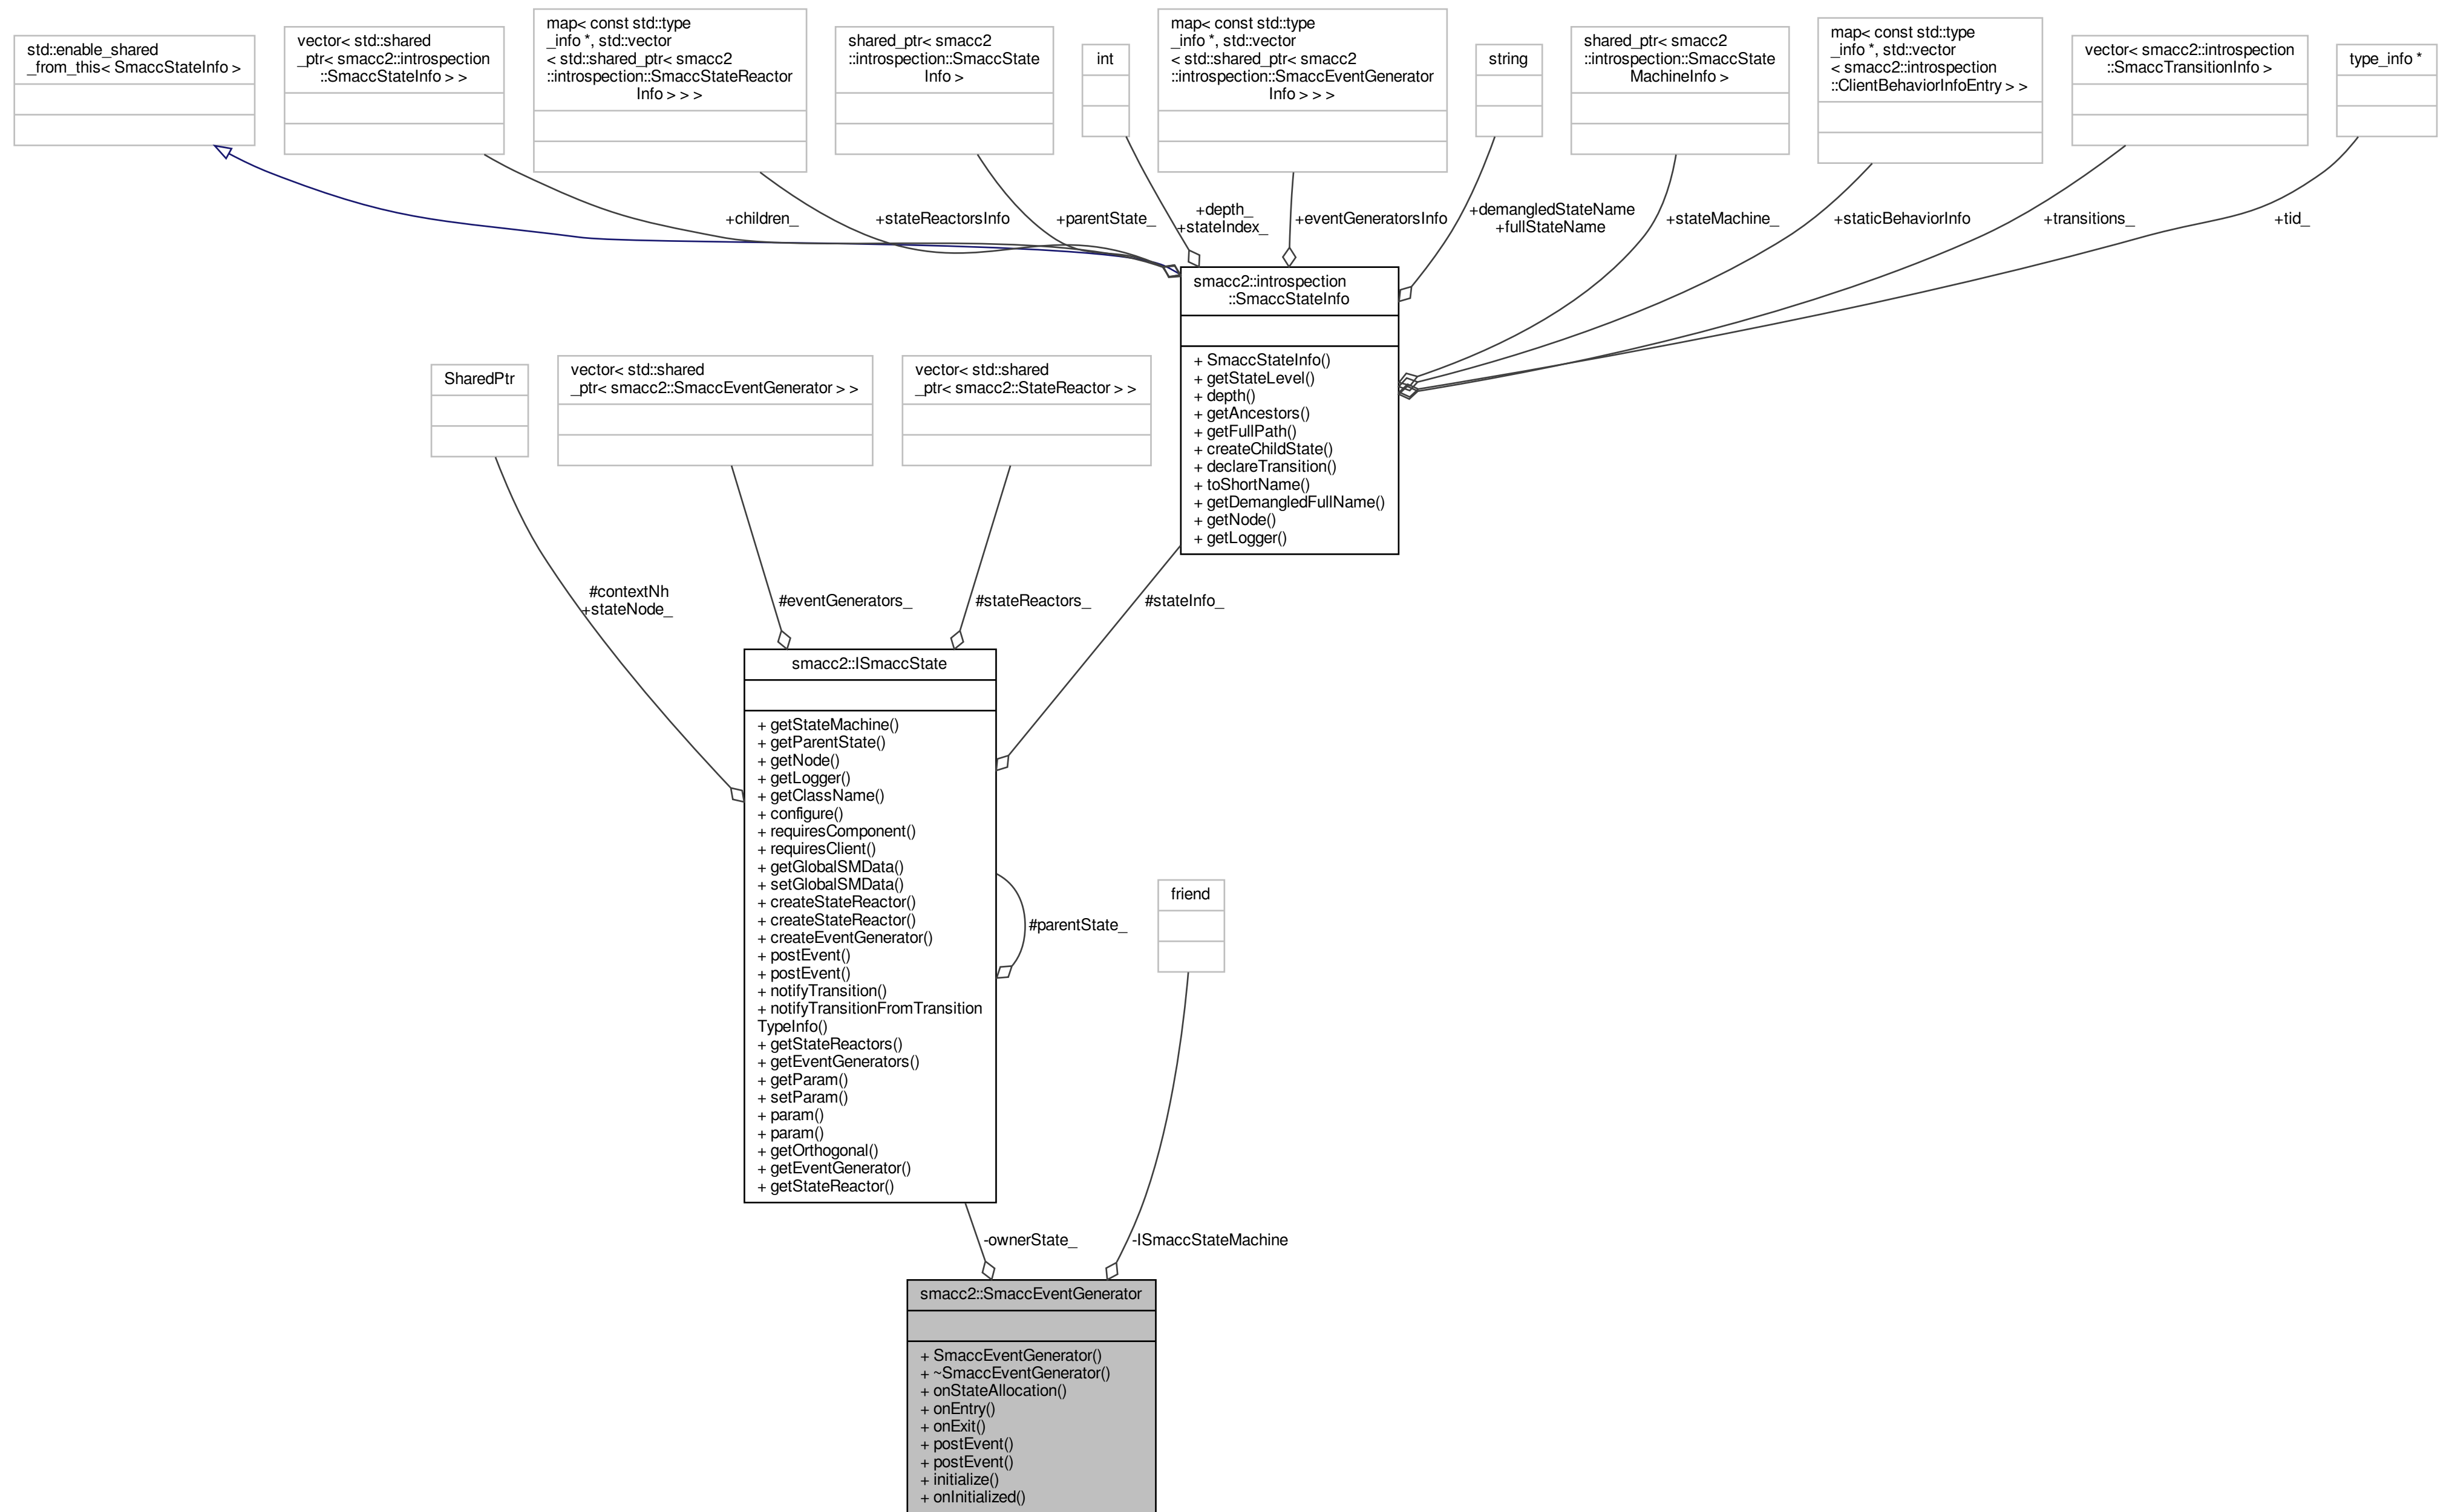 std::enable_shared
_from_this< SmaccStateInfo >
vector< std::shared
_ptr< smacc2::introspection
::SmaccStateInfo > >
map< const std::type
_info *, std::vector
< std::shared_ptr< smacc2
::introspection::SmaccStateReactor
Info > > >
shared_ptr< smacc2
::introspection::SmaccState
Info >
int
map< const std::type
_info *, std::vector
< std::shared_ptr< smacc2
::introspection::SmaccEventGenerator
Info > > >
string
shared_ptr< smacc2
::introspection::SmaccState
MachineInfo >
map< const std::type
_info *, std::vector
< smacc2::introspection
::ClientBehaviorInfoEntry > >
vector< smacc2::introspection
::SmaccTransitionInfo >
type_info *
+children_
+stateReactorsInfo
+parentState_
+depth_
+stateIndex_
+eventGeneratorsInfo
+demangledStateName
+fullStateName
+stateMachine_
+staticBehaviorInfo
+transitions_
+tid_
smacc2::introspection
::SmaccStateInfo
+ SmaccStateInfo()
+ getStateLevel()
+ depth()
+ getAncestors()
+ getFullPath()
+ createChildState()
+ declareTransition()
+ toShortName()
+ getDemangledFullName()
+ getNode()
+ getLogger()
SharedPtr
vector< std::shared
_ptr< smacc2::SmaccEventGenerator > >
vector< std::shared
_ptr< smacc2::StateReactor > >
#contextNh
+stateNode_
#eventGenerators_
#stateReactors_
#stateInfo_
smacc2::ISmaccState
+ getStateMachine()
+ getParentState()
+ getNode()
+ getLogger()
+ getClassName()
+ configure()
+ requiresComponent()
+ requiresClient()
+ getGlobalSMData()
+ setGlobalSMData()
+ createStateReactor()
+ createStateReactor()
+ createEventGenerator()
+ postEvent()
+ postEvent()
+ notifyTransition()
+ notifyTransitionFromTransition
TypeInfo()
+ getStateReactors()
+ getEventGenerators()
+ getParam()
+ setParam()
+ param()
+ param()
+ getOrthogonal()
+ getEventGenerator()
+ getStateReactor()
#parentState_
friend
-ownerState_
-ISmaccStateMachine
smacc2::SmaccEventGenerator
+ SmaccEventGenerator()
+ ~SmaccEventGenerator()
+ onStateAllocation()
+ onEntry()
+ onExit()
+ postEvent()
+ postEvent()
+ initialize()
+ onInitialized()